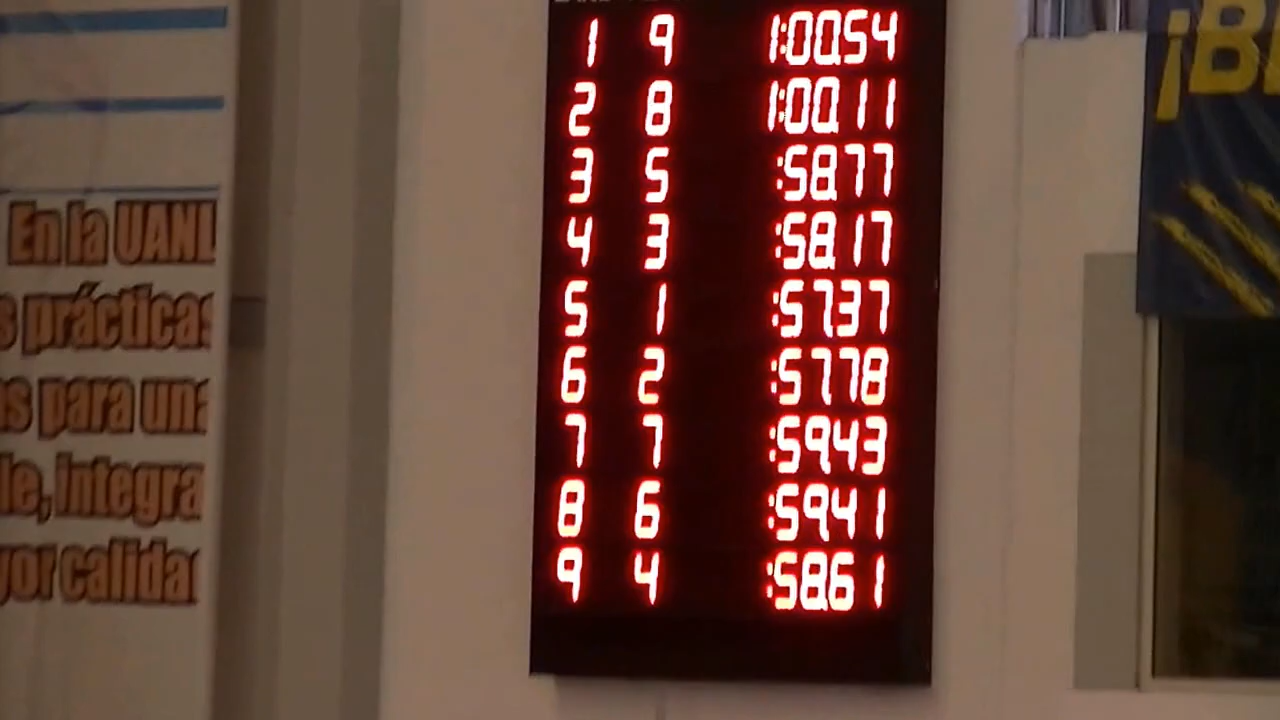 1 9 1:00.54
2 8 1:00.11
3 5 :58.77
4 3 :58.17
5 1 :57.37
6 2 :57.78
7 7 :59.43
8 6 :59.41
9 4 :58.61
En la UANL
s prácticas
s para una
le, integra
yor calida
¡B